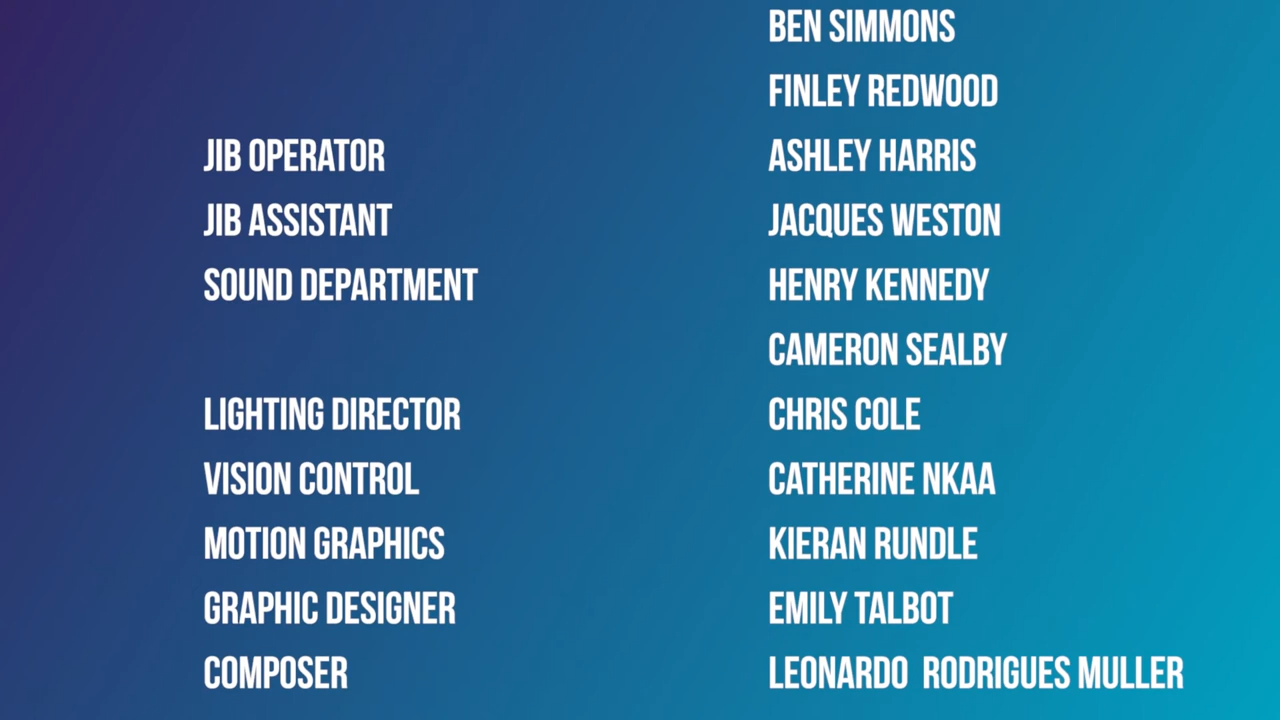 BEN SIMMONS
FINLEY REDWOOD
JIB OPERATOR ASHLEY HARRIS
JIB ASSISTANT JACQUES WESTON
SOUND DEPARTMENT HENRY KENNEDY
CAMERON SEALBY
LIGHTING DIRECTOR CHRIS COLE
VISION CONTROL CATHERINE NKAA
MOTION GRAPHICS KIERAN RUNDLE
GRAPHIC DESIGNER EMILY TALBOT
COMPOSER LEONARDO RODRIGUES MULLER